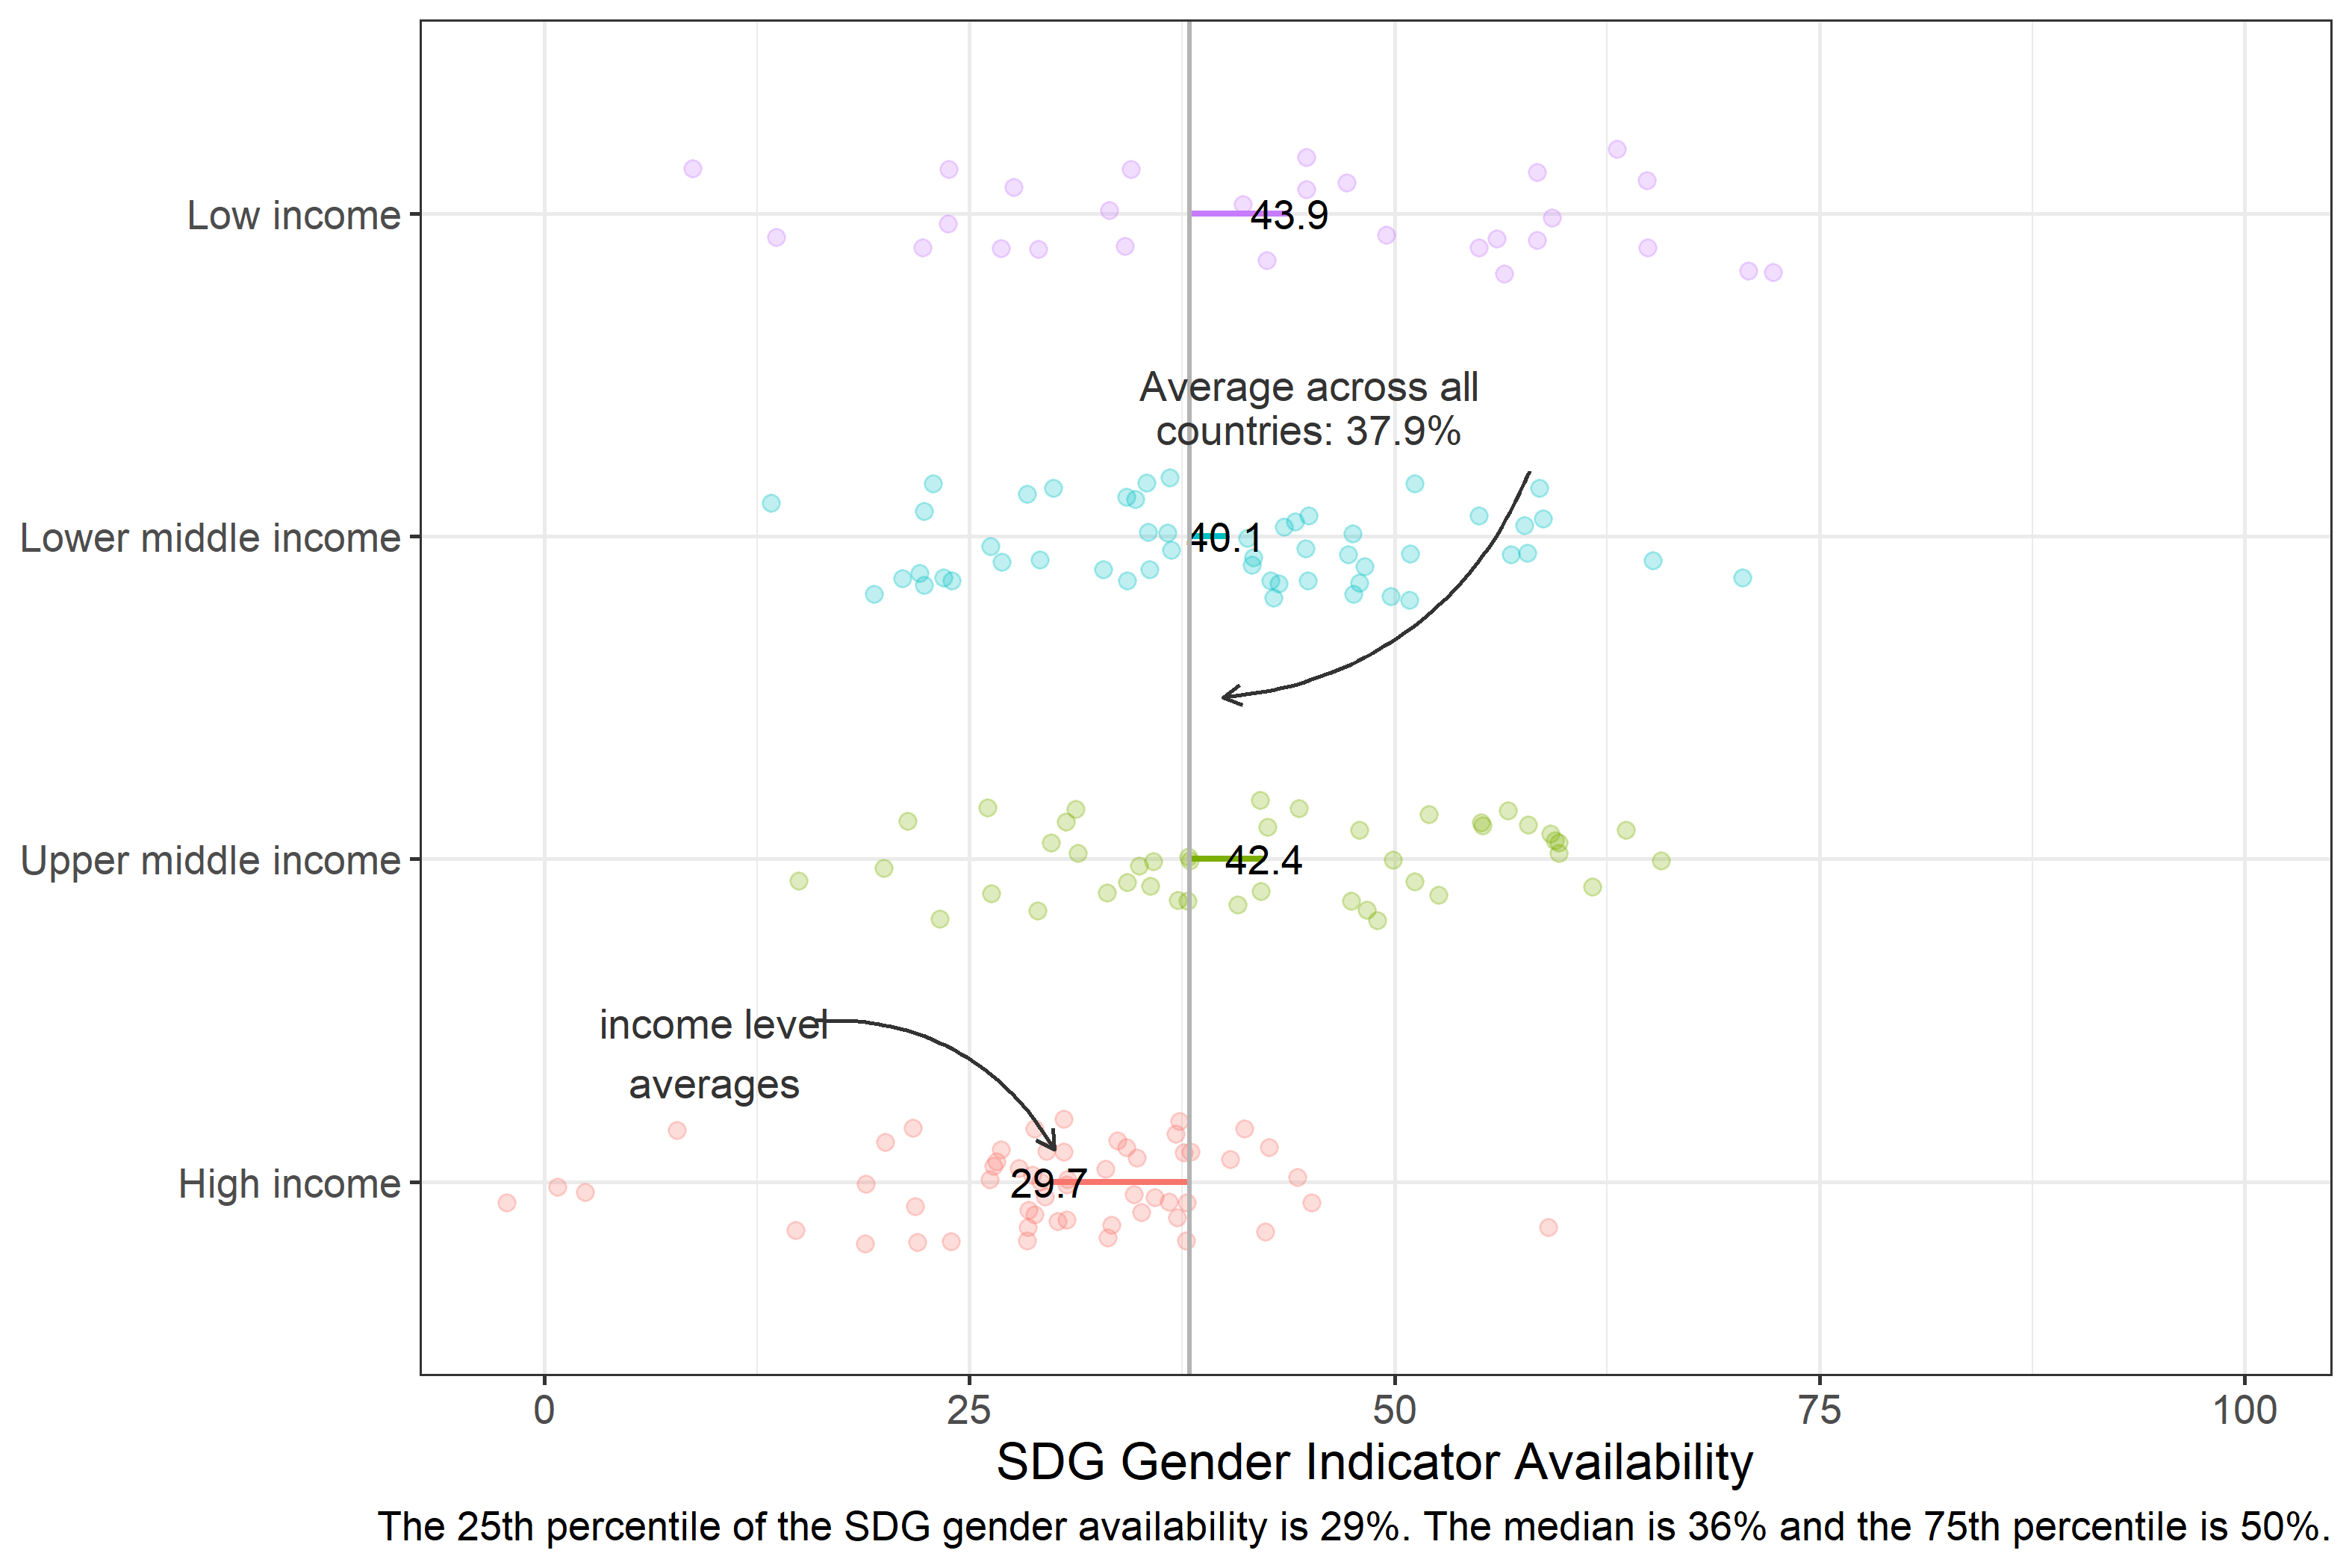 Low income
43.9
Average across all
countries: 37.9%
Lower middle income
40.1
Upper middle income
42.4
income level
averages
High income
29.7
0 25 50 75 100
SDG Gender Indicator Availability
The 25th percentile of the SDG gender availability is 29%. The median is 36% and the 75th percentile is 50%.